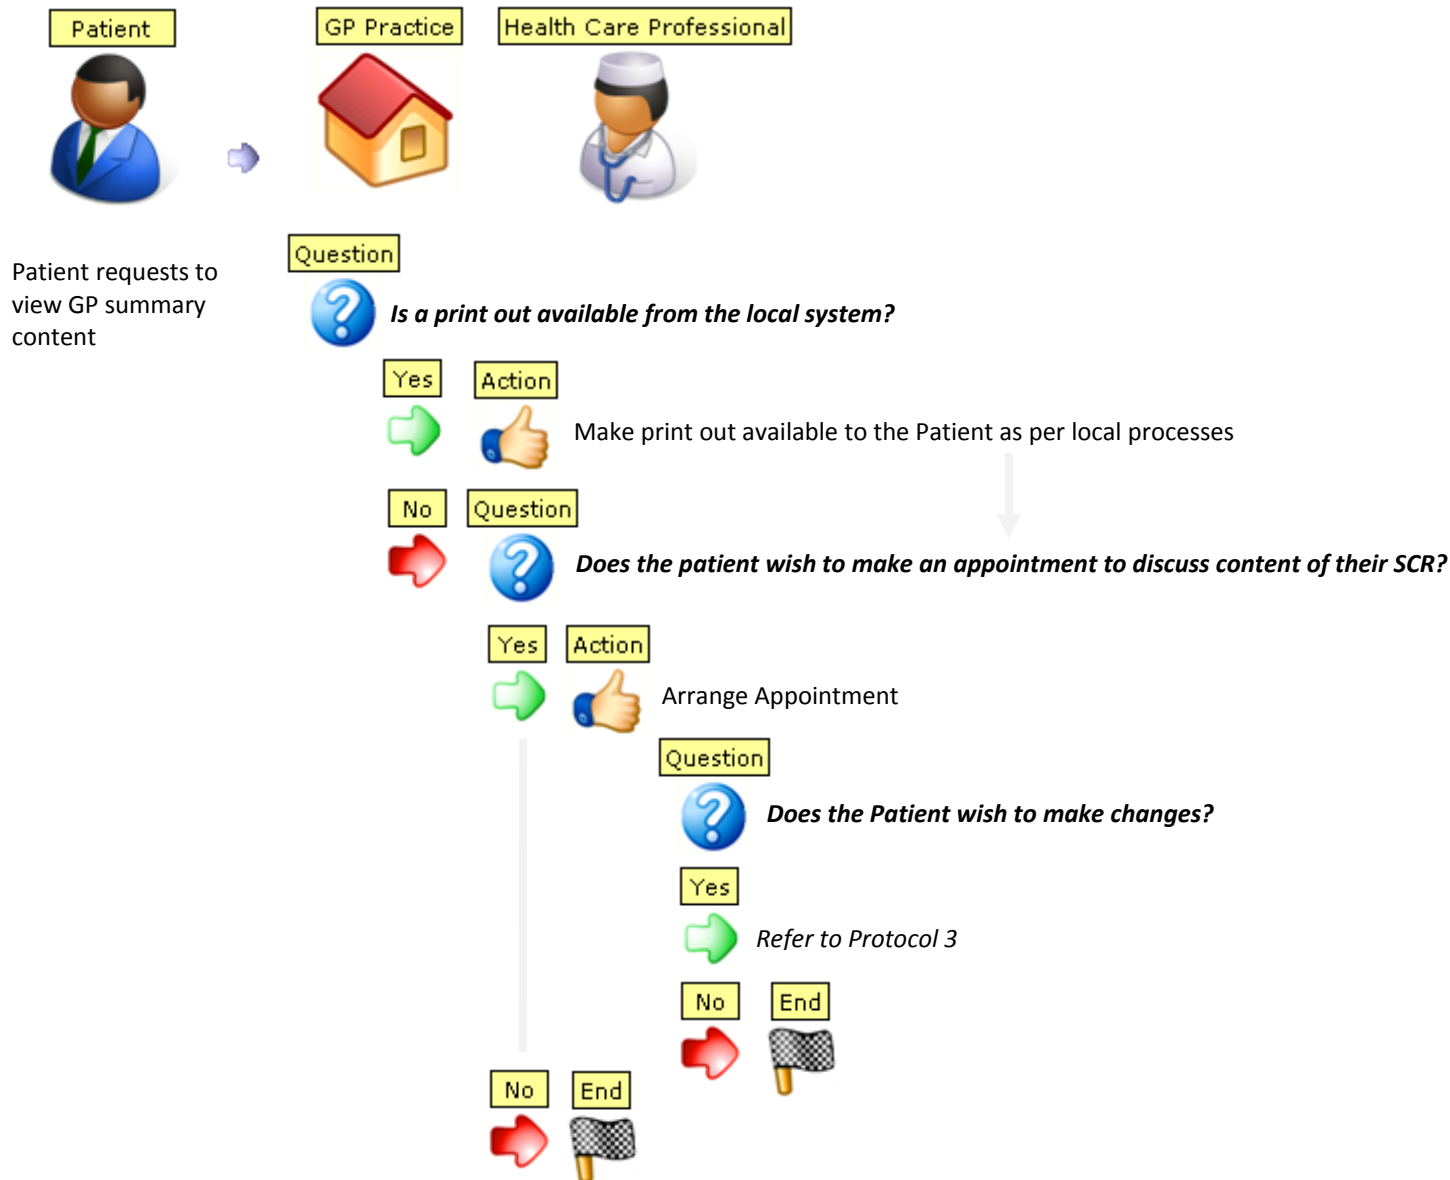 Patient
GP Practice
Health Care Professional
Patient requests to
view GP summary
content
Question
Is a print out available from the local system?
Yes
Action
Make print out available to the Patient as per local processes
No
Question
Does the patient wish to make an appointment to discuss content of their SCR?
Yes
Action
Arrange Appointment
Question
Does the Patient wish to make changes?
Yes
Refer to Protocol 3
No
End
No
End